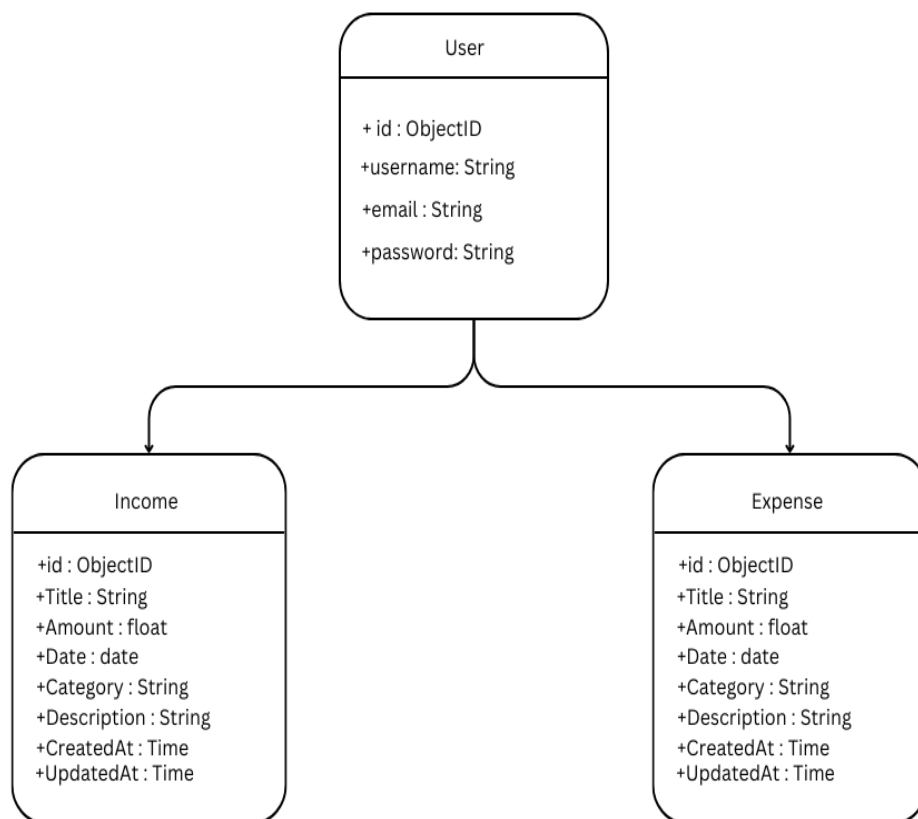 User
+ id : ObjectID
+username: String
+email : String
+password: String
Income
+id : ObjectID
+Title : String
+Amount : float
+Date : date
+Category : String
+Description : String
+CreatedAt : Time
+UpdatedAt : Time
Expense
+id : ObjectID
+Title : String
+Amount : float
+Date : date
+Category : String
+Description : String
+CreatedAt : Time
+UpdatedAt : Time